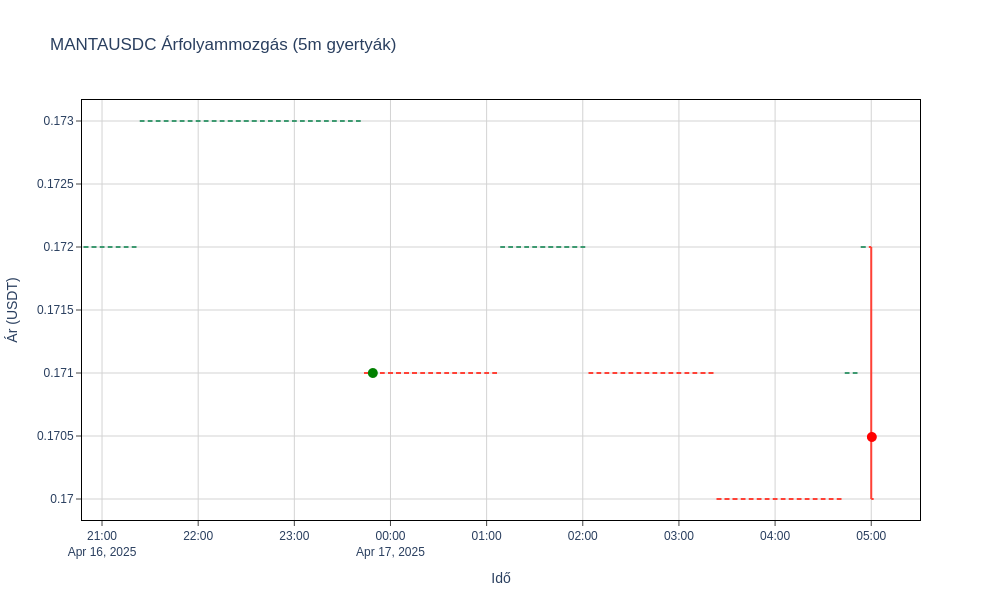 MANTAUSDC Árfolyammozgás (5m gyertyák)
0.173
0.1725
0.172
0.1715
0.171
0.1705
0.17
Ár (USDT)
21:00 22:00 23:00 00:00 01:00 02:00 03:00 04:00 05:00
Apr 16, 2025 Apr 17, 2025
Idő